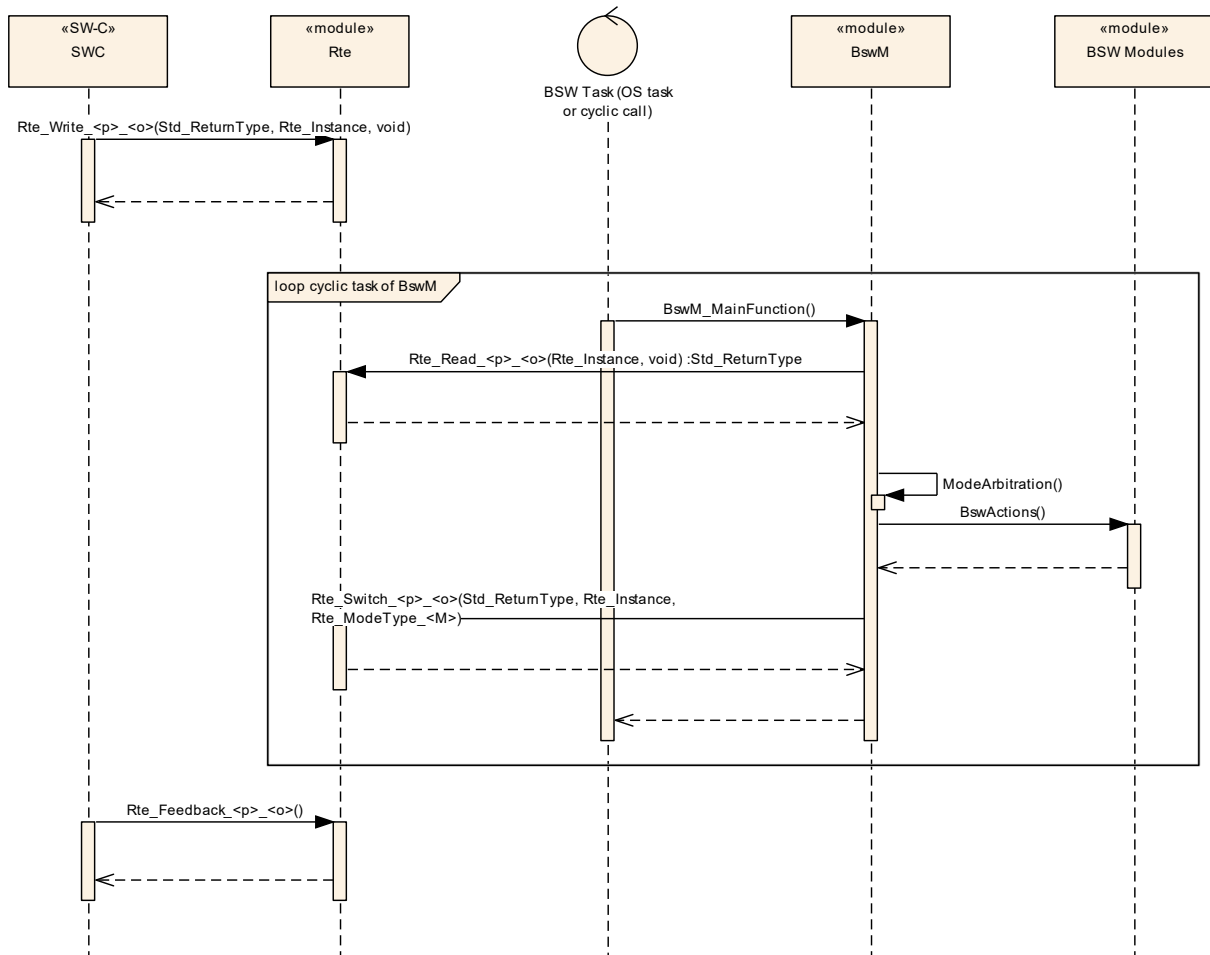 «SW-C»
SWC
«module»
Rte
BSW Task (OS task
or cyclic call)
«module»
BswM
«module»
BSW Modules
Rte_Write_<p>_<o>(Std_ReturnType, Rte_Instance, void)
loop cyclic task of BswM
BswM_MainFunction()
Rte_Read_<p>_<o>(Rte_Instance, void) :Std_ReturnType
ModeArbitration()
BswActions()
Rte_Switch_<p>_<o>(Std_ReturnType, Rte_Instance,
Rte_ModeType_<M>)
Rte_Feedback_<p>_<o>()